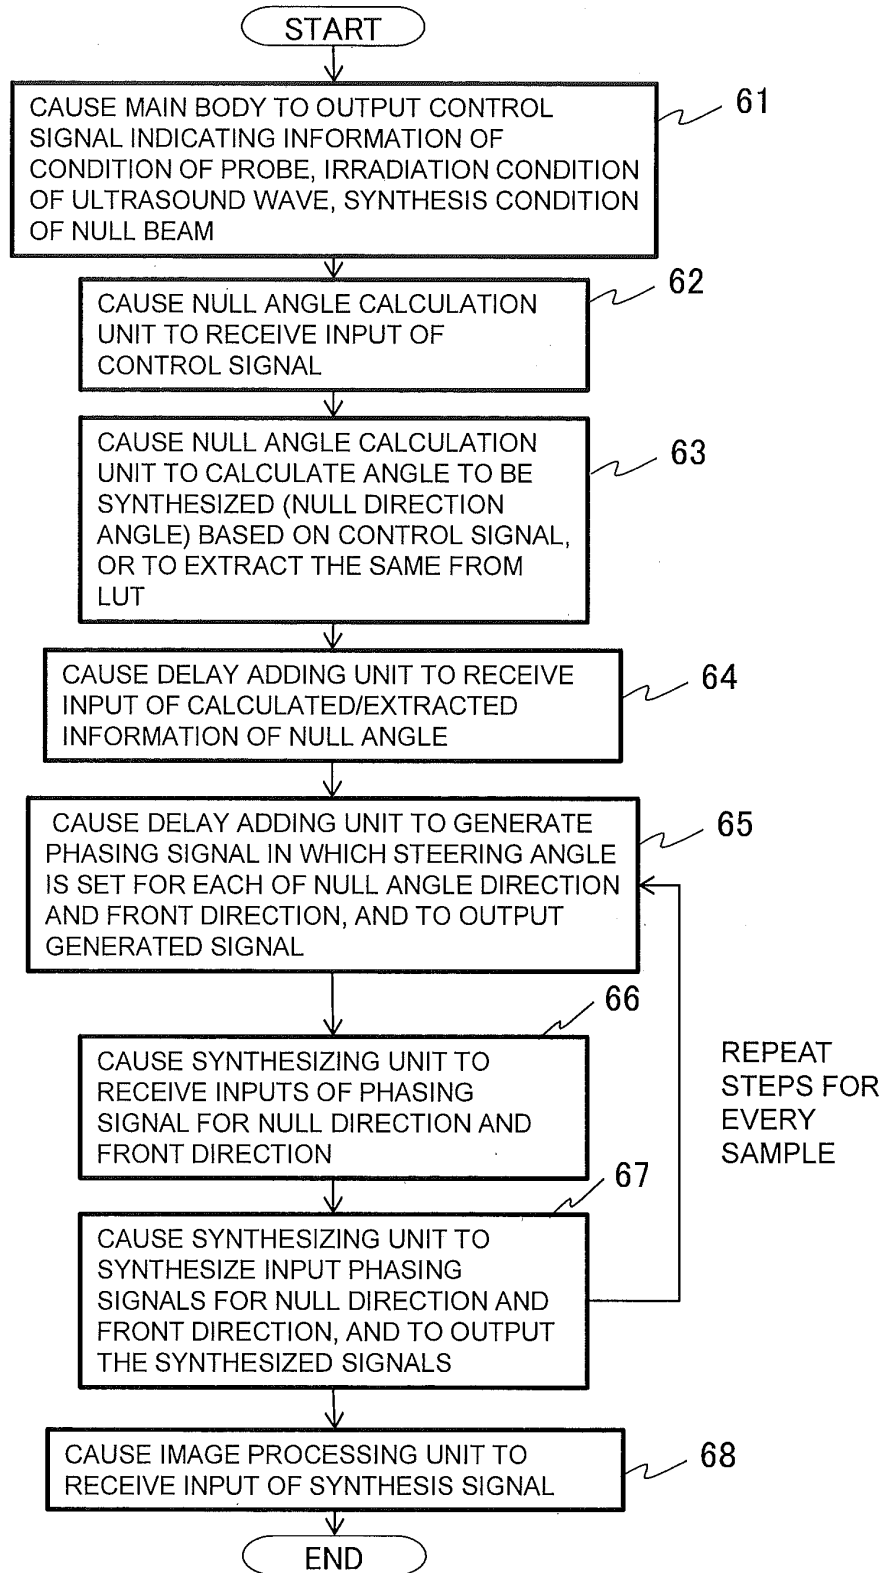 START
CAUSE MAIN BODY TO OUTPUT CONTROL
SIGNAL INDICATING INFORMATION OF
CONDITION OF PROBE, IRRADIATION CONDITION
OF ULTRASOUND WAVE, SYNTHESIS CONDITION
OF NULL BEAM
61
CAUSE NULL ANGLE CALCULATION
UNIT TO RECEIVE INPUT OF
CONTROL SIGNAL
62
CAUSE NULL ANGLE CALCULATION
UNIT TO CALCULATE ANGLE TO BE
SYNTHESIZED (NULL DIRECTION
ANGLE) BASED ON CONTROL SIGNAL,
OR TO EXTRACT THE SAME FROM
LUT
63
CAUSE DELAY ADDING UNIT TO RECEIVE
INPUT OF CALCULATED/EXTRACTED
INFORMATION OF NULL ANGLE
64
CAUSE DELAY ADDING UNIT TO GENERATE
PHASING SIGNAL IN WHICH STEERING ANGLE
IS SET FOR EACH OF NULL ANGLE DIRECTION
AND FRONT DIRECTION, AND TO OUTPUT
GENERATED SIGNAL
65
66
CAUSE SYNTHESIZING UNIT TO
RECEIVE INPUTS OF PHASING
SIGNAL FOR NULL DIRECTION AND
FRONT DIRECTION
REPEAT
STEPS FOR
EVERY
SAMPLE
67
CAUSE SYNTHESIZING UNIT TO
SYNTHESIZE INPUT PHASING
SIGNALS FOR NULL DIRECTION AND
FRONT DIRECTION, AND TO OUTPUT
THE SYNTHESIZED SIGNALS
CAUSE IMAGE PROCESSING UNIT TO
RECEIVE INPUT OF SYNTHESIS SIGNAL
68
END